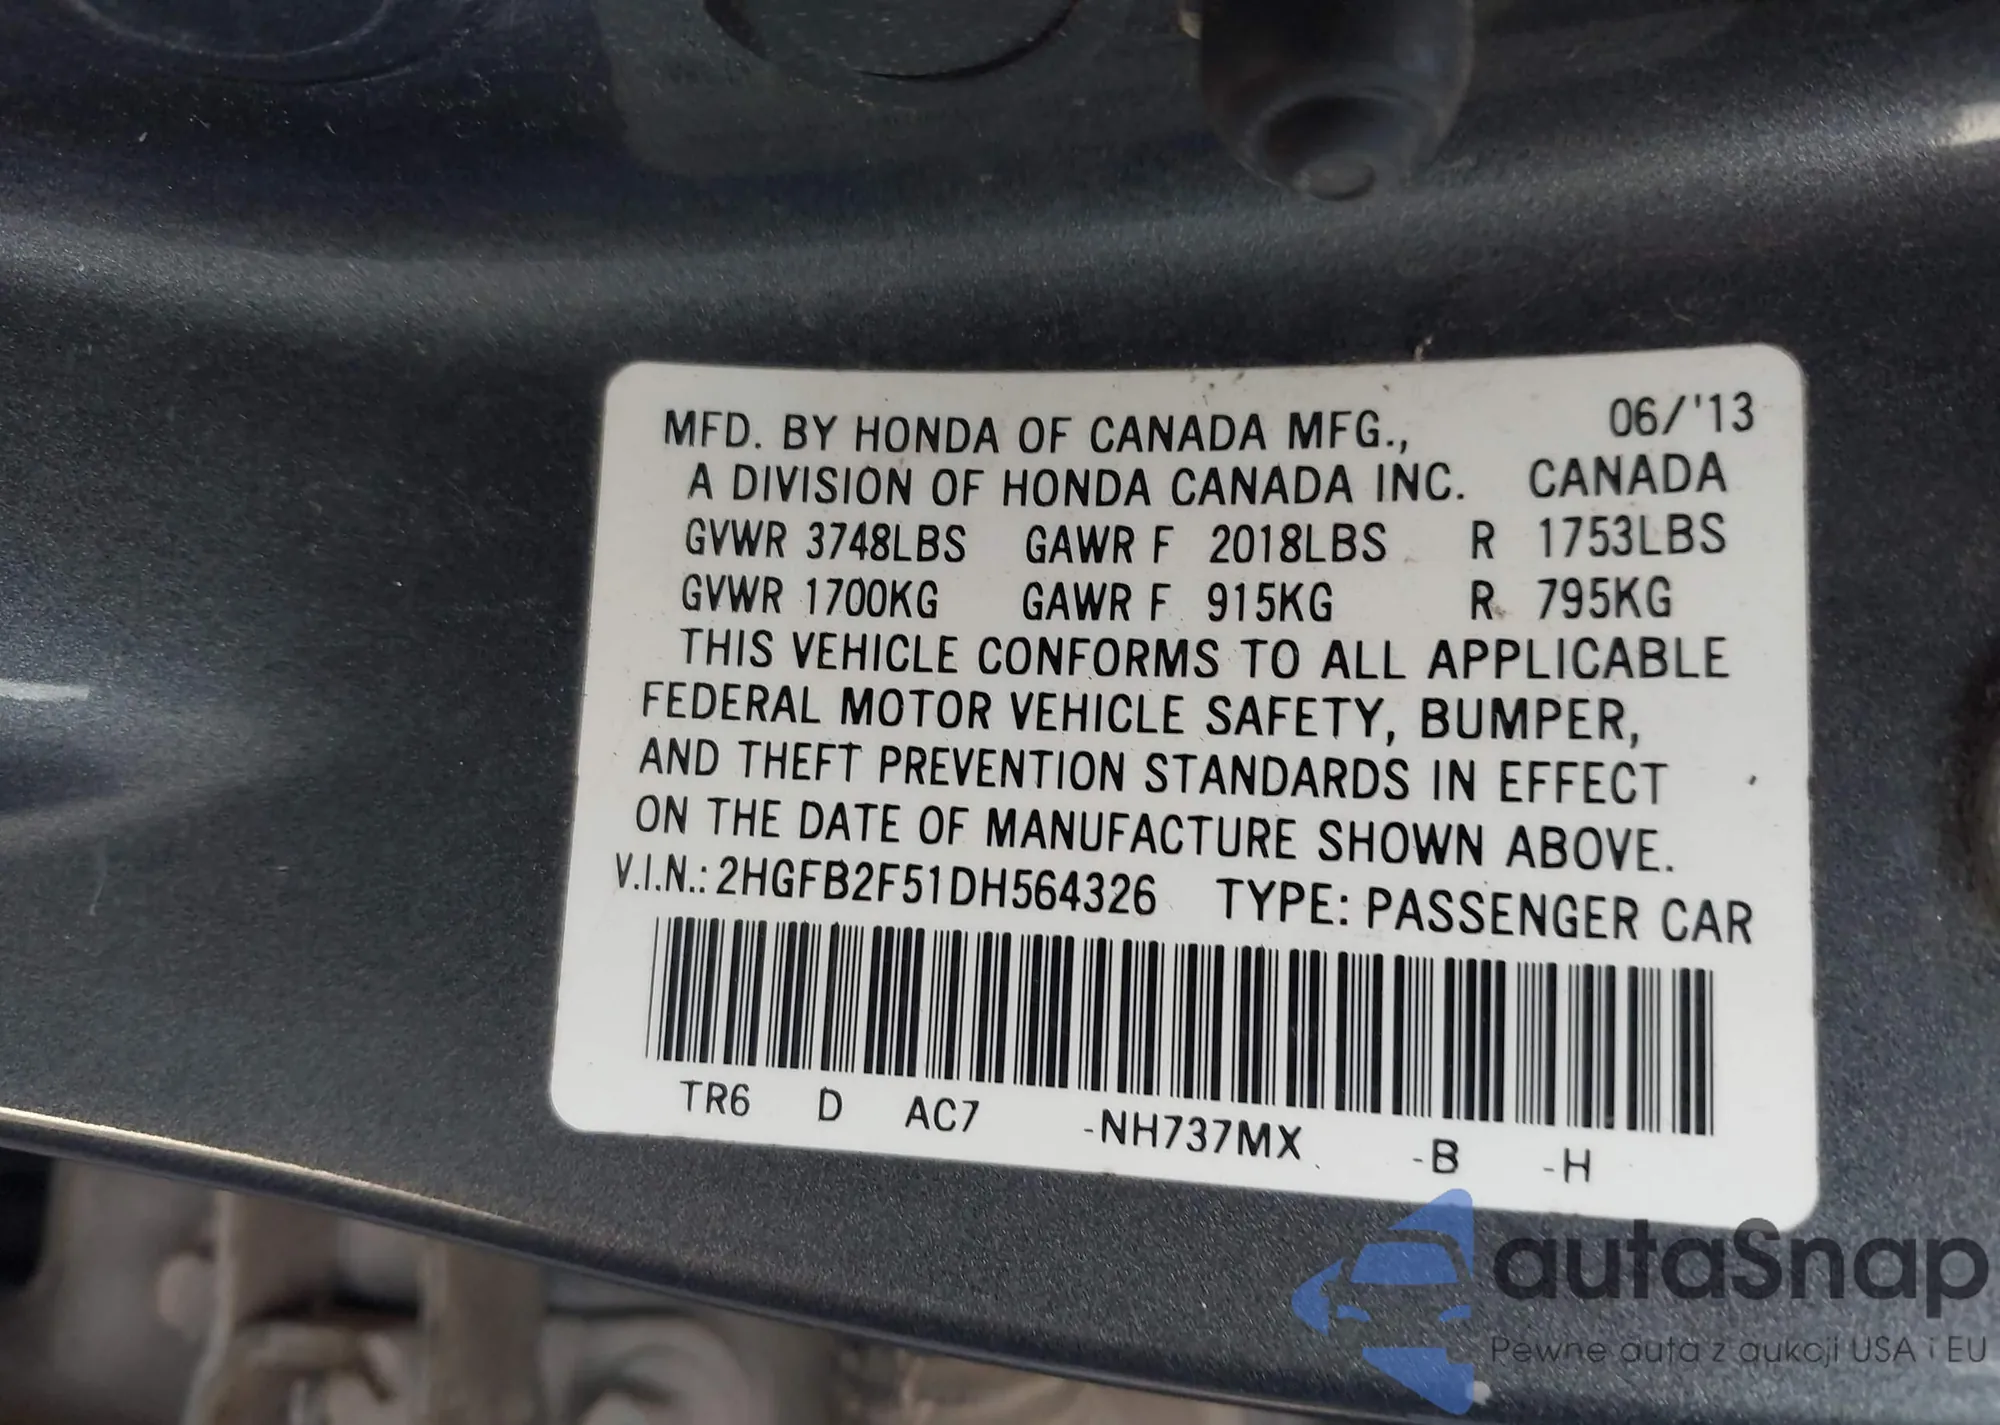 MFD. BY HONDA OF CANADA MFG., 06/'13
A DIVISION OF HONDA CANADA INC. CANADA
GVWR 3748LBS GAWR F 2018LBS R 1753LBS
GVWR 1700KG GAWR F 915KG R 795KG
THIS VEHICLE CONFORMS TO ALL APPLICABLE
FEDERAL MOTOR VEHICLE SAFETY, BUMPER,
AND THEFT PREVENTION STANDARDS IN EFFECT
ON THE DATE OF MANUFACTURE SHOWN ABOVE.
V.I.N.: 2HGFB2F51DH564326 TYPE: PASSENGER CAR
TR6 D AC7 -NH737MX -B -H
autaSnap
Pewne auta z aukcji USA i EU